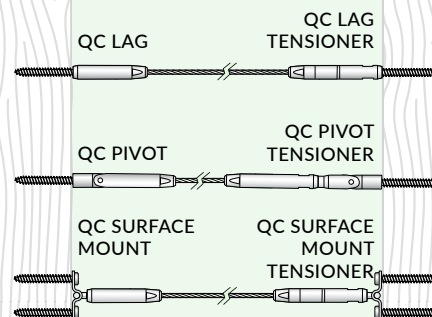 QC LAG
QC LAG
TENSIONER
QC PIVOT
QC PIVOT
TENSIONER
QC SURFACE
MOUNT
QC SURFACE
MOUNT
TENSIONER